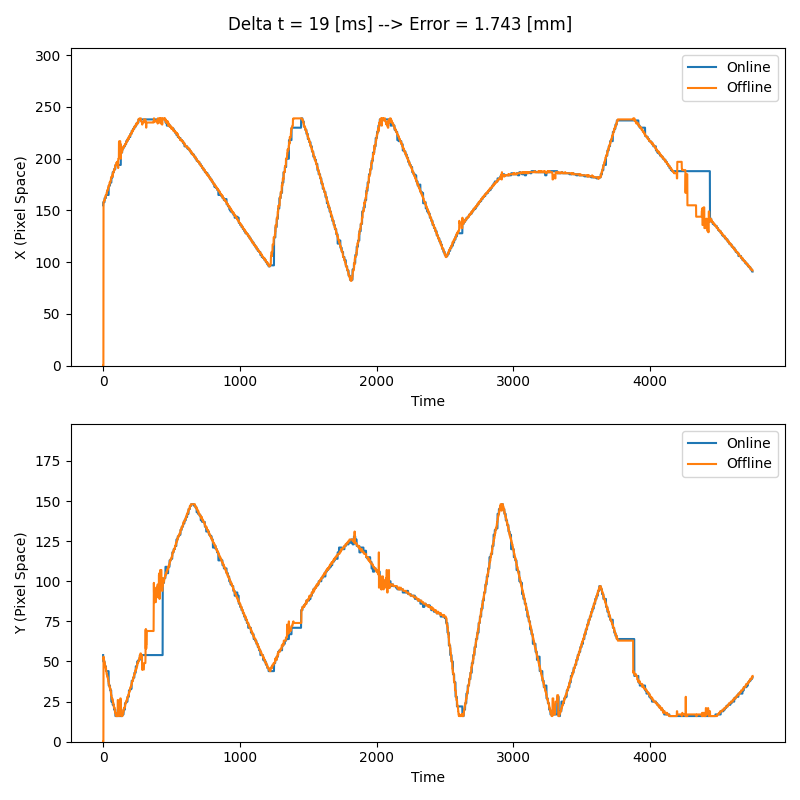 Delta t = 19 [ms] --> Error = 1.743 [mm]
300
250
200
150
100
50
0
X (Pixel Space)
Online
Offline
0 1000 2000 3000 4000
Time
175
150
125
100
75
50
25
0
Y (Pixel Space)
Online
Offline
0 1000 2000 3000 4000
Time